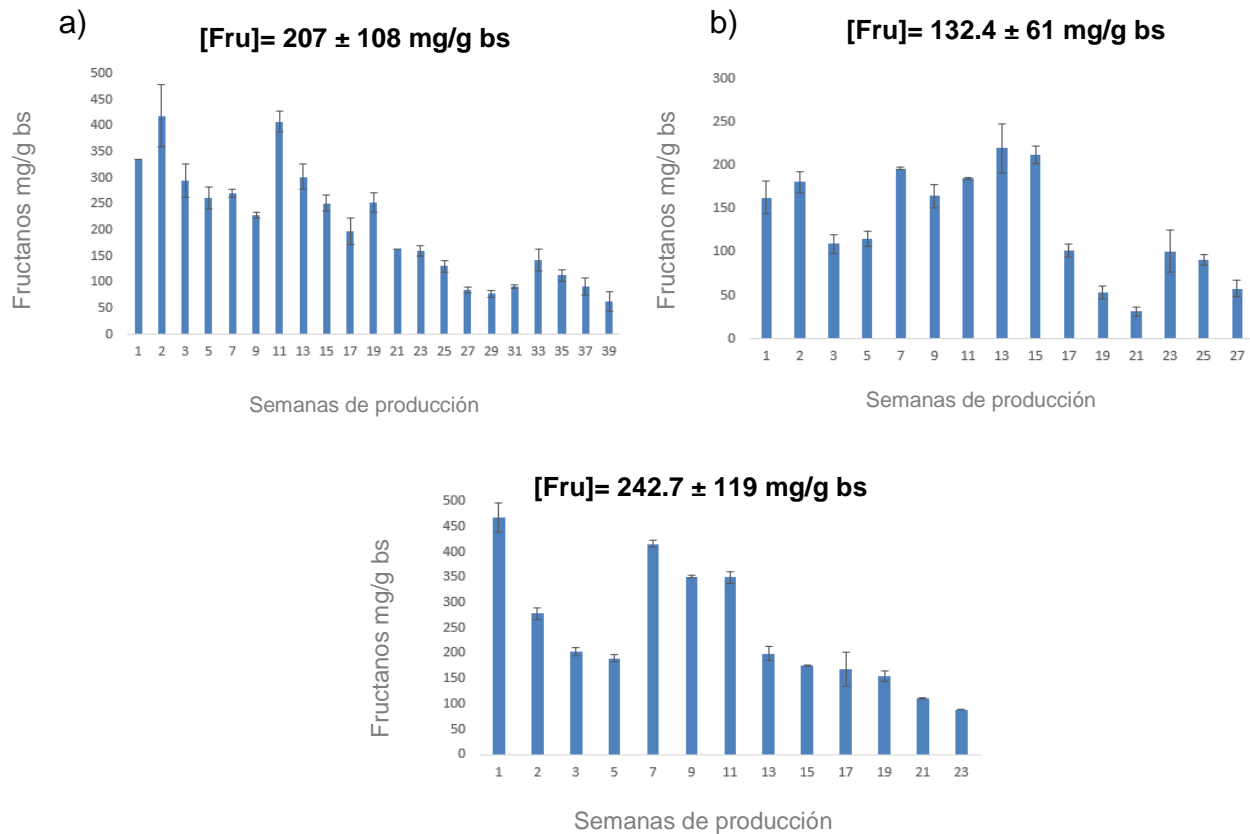 a)
[Fru]= 207 ± 108 mg/g bs
Fructanos mg/g bs
500
450
400
350
300
250
200
150
100
50
0
1 2 3 5 7 9 11 13 15 17 19 21 23 25 27 29 31 33 35 37 39
Semanas de producción
b)
[Fru]= 132.4 ± 61 mg/g bs
Fructanos mg/g bs
300
250
200
150
100
50
0
1 2 3 5 7 9 11 13 15 17 19 21 23 25 27
Semanas de producción
[Fru]= 242.7 ± 119 mg/g bs
Fructanos mg/g bs
500
450
400
350
300
250
200
150
100
50
0
1 2 3 5 7 9 11 13 15 17 19 21 23
Semanas de producción